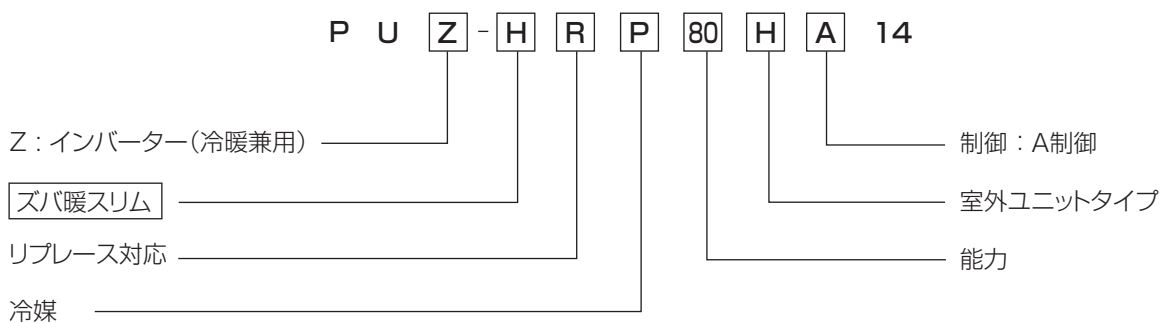 P U Z - H R P 80 H A 14
Z：インバーター（冷暖兼用）
制御：A制御
ズバ暖スリム
室外ユニットタイプ
リプレース対応
能力
冷媒